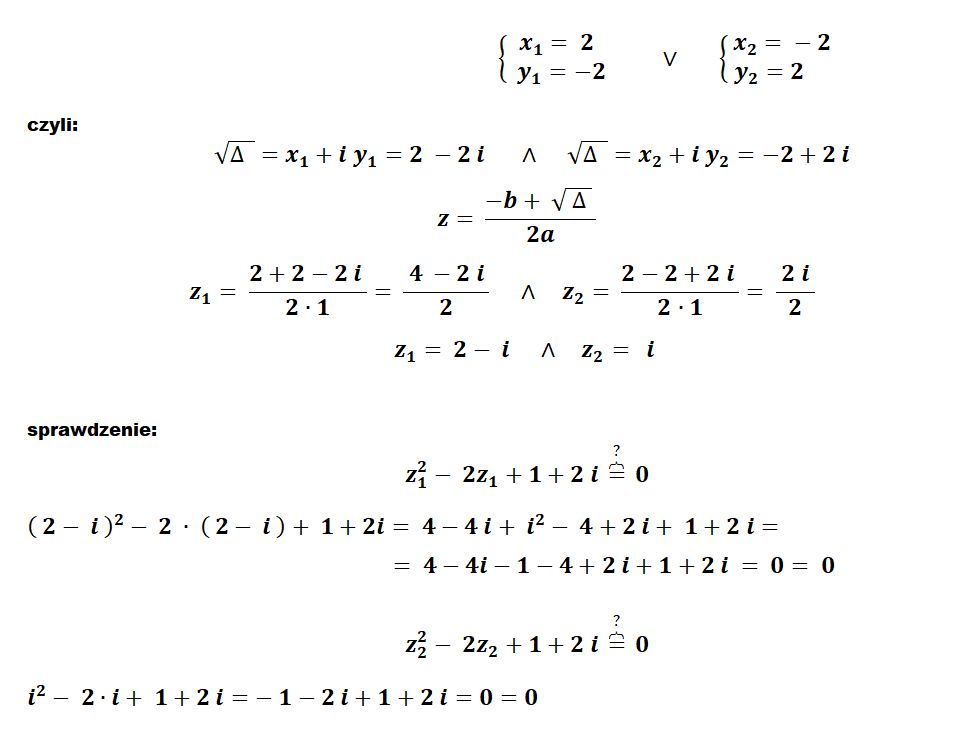 { x₁ = 2 ∨ { x₂ = − 2
y₁ = −2 y₂ = 2
czyli:
√Δ = x₁ + i y₁ = 2 − 2 i ∧ √Δ = x₂ + i y₂ = −2 + 2 i
z = (−b + √Δ) / 2a
z₁ = (2 + 2 − 2 i) / (2 · 1) = (4 − 2 i) / 2 ∧ z₂ = (2 − 2 + 2 i) / (2 · 1) = 2 i / 2
z₁ = 2 − i ∧ z₂ = i
sprawdzenie:
?
z₁² − 2z₁ + 1 + 2 i = 0
( 2 − i )² − 2 · ( 2 − i ) + 1 + 2i = 4 − 4 i + i² − 4 + 2 i + 1 + 2 i =
= 4 − 4i − 1 − 4 + 2 i + 1 + 2 i = 0 = 0
?
z₂² − 2z₂ + 1 + 2 i = 0
i² − 2 · i + 1 + 2 i = − 1 − 2 i + 1 + 2 i = 0 = 0